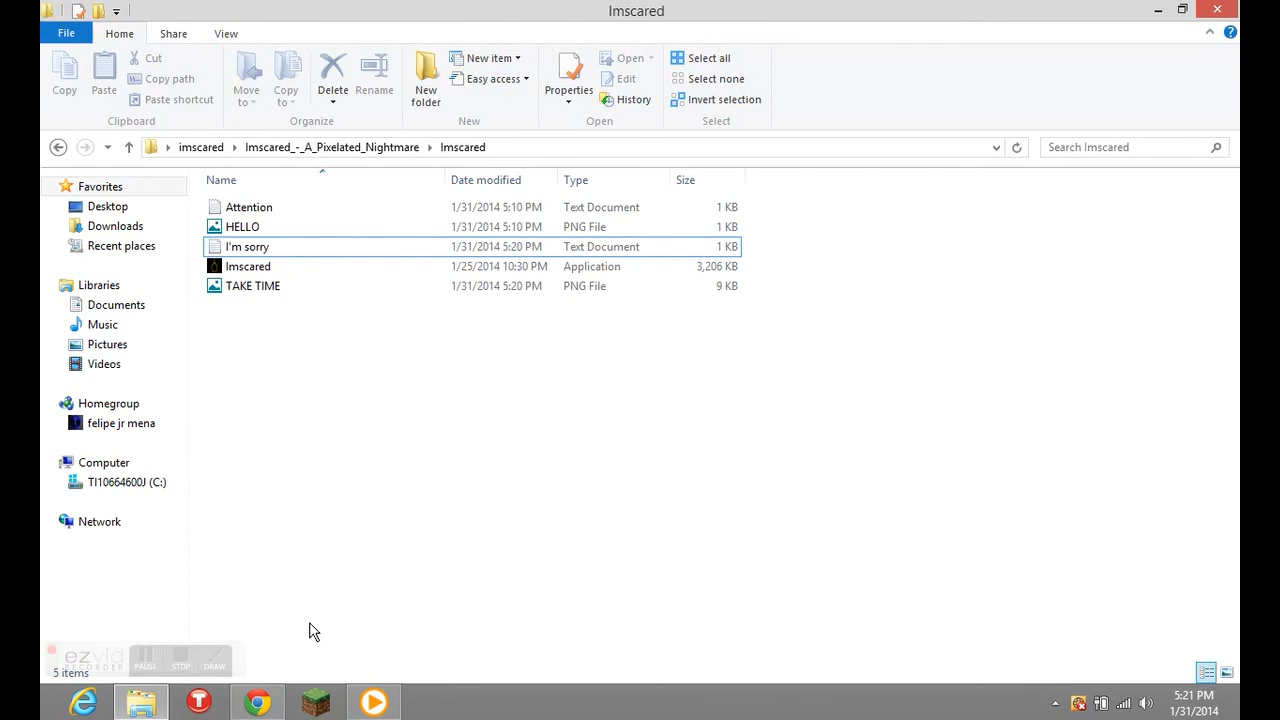 Imscared
File Home Share View
Copy
Paste
Cut
Copy path
Paste shortcut
Clipboard
Move to
Copy to
Delete
Rename
Organize
New folder
New item
Easy access
New
Properties
Open
Edit
History
Open
Select all
Select none
Invert selection
Select
imscared Imscared_-_A_Pixelated_Nightmare Imscared
Search Imscared
Name Date modified Type Size
Attention 1/31/2014 5:10 PM Text Document 1 KB
HELLO 1/31/2014 5:10 PM PNG File 1 KB
I'm sorry 1/31/2014 5:20 PM Text Document 1 KB
Imscared 1/25/2014 10:30 PM Application 3,206 KB
TAKE TIME 1/31/2014 5:20 PM PNG File 9 KB
Favorites
Desktop
Downloads
Recent places
Libraries
Documents
Music
Pictures
Videos
Homegroup
felipe jr mena
Computer
TI10664600J (C:)
Network
ezvid
RECORDER
PAUSE STOP DRAW
5 items
T
5:21 PM
1/31/2014